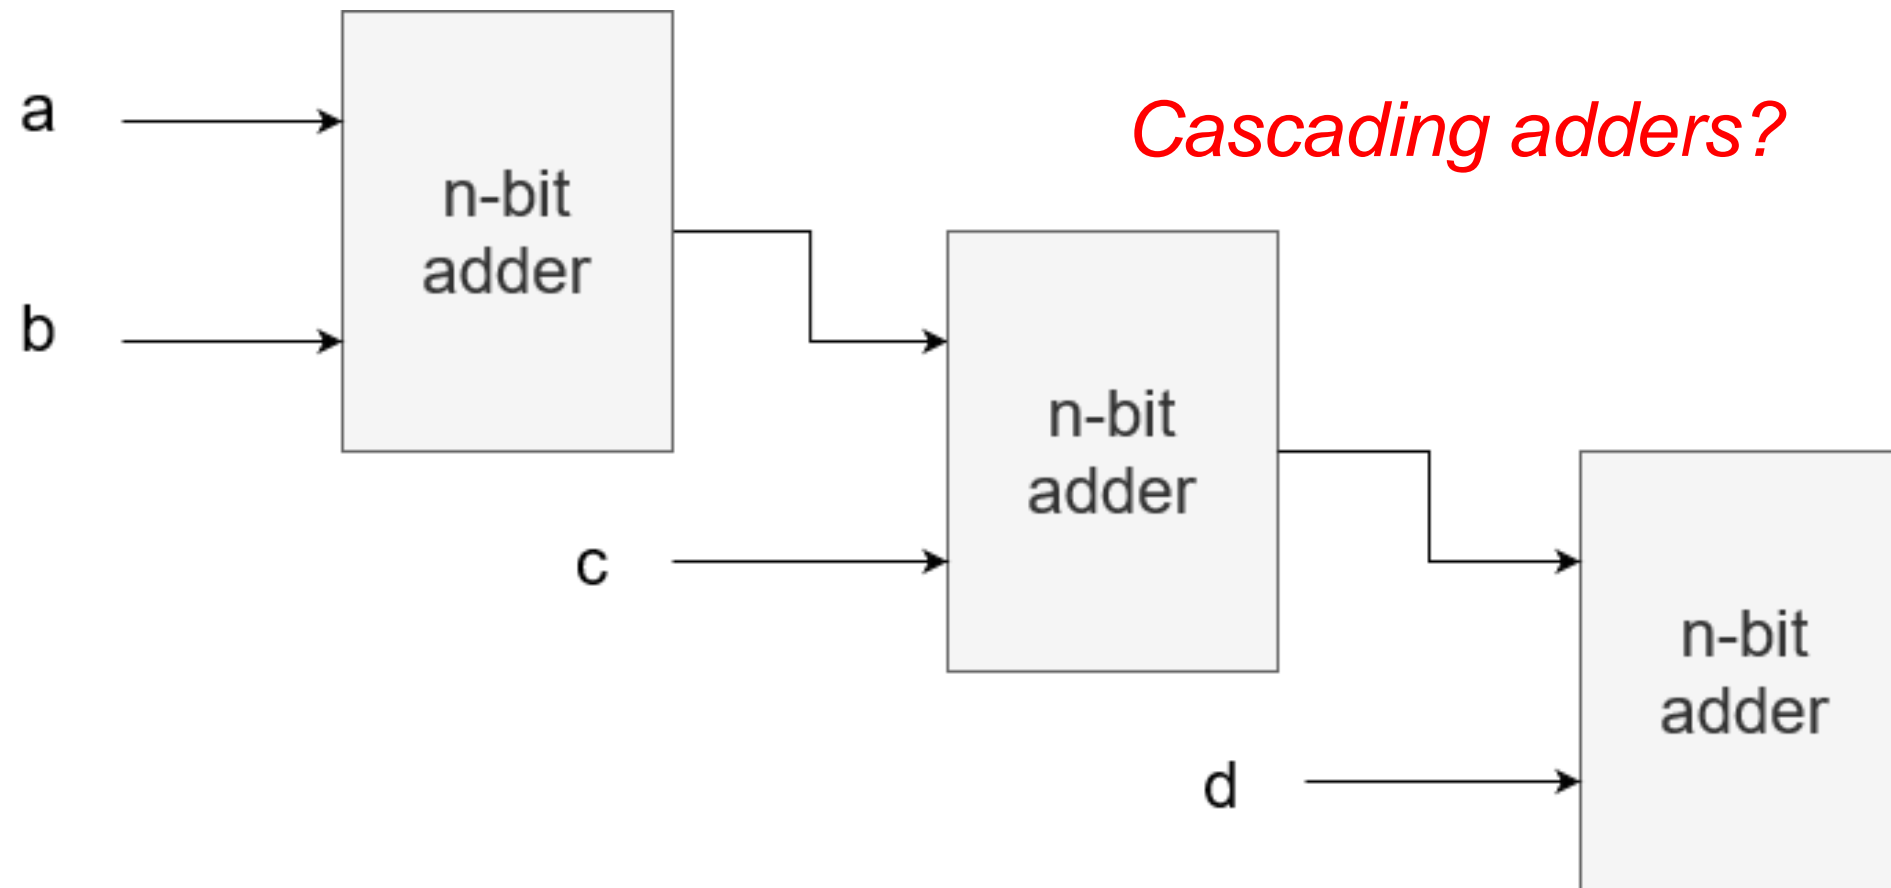 a
n-bit
adder
Cascading adders?
b
n-bit
adder
c
n-bit
adder
d